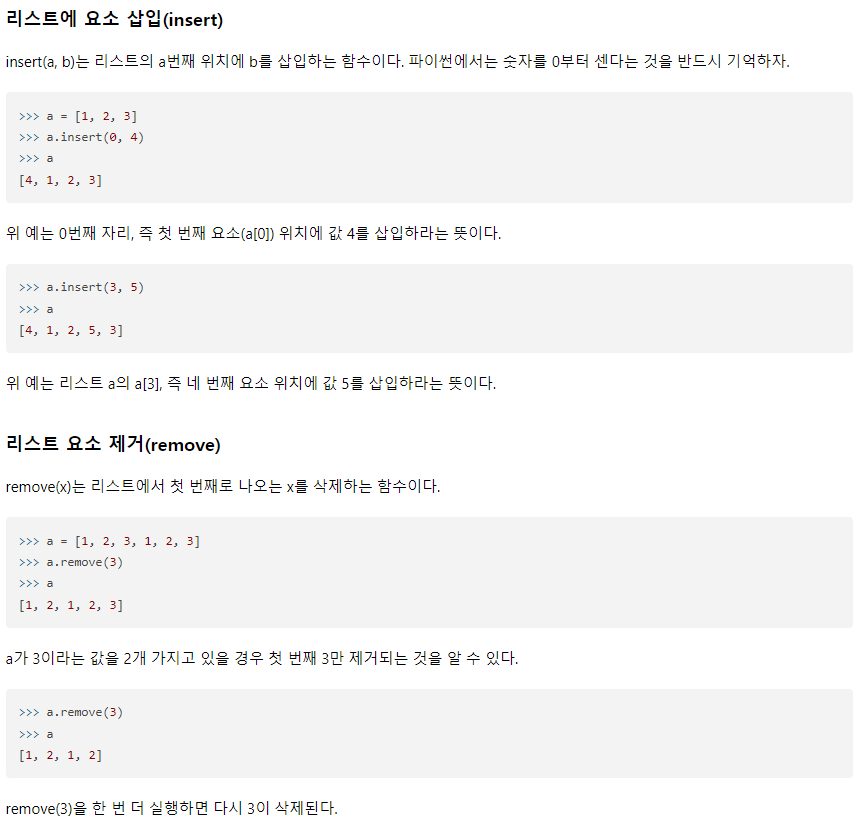 리스트에 요소 삽입(insert)
insert(a, b)는 리스트의 a번째 위치에 b를 삽입하는 함수이다. 파이썬에서는 숫자를 0부터 센다는 것을 반드시 기억하자.
>>> a = [1, 2, 3]
>>> a.insert(0, 4)
>>> a
[4, 1, 2, 3]
위 예는 0번째 자리, 즉 첫 번째 요소(a[0]) 위치에 값 4를 삽입하라는 뜻이다.
>>> a.insert(3, 5)
>>> a
[4, 1, 2, 5, 3]
위 예는 리스트 a의 a[3], 즉 네 번째 요소 위치에 값 5를 삽입하라는 뜻이다.
리스트 요소 제거(remove)
remove(x)는 리스트에서 첫 번째로 나오는 x를 삭제하는 함수이다.
>>> a = [1, 2, 3, 1, 2, 3]
>>> a.remove(3)
>>> a
[1, 2, 1, 2, 3]
a가 3이라는 값을 2개 가지고 있을 경우 첫 번째 3만 제거되는 것을 알 수 있다.
>>> a.remove(3)
>>> a
[1, 2, 1, 2]
remove(3)을 한 번 더 실행하면 다시 3이 삭제된다.